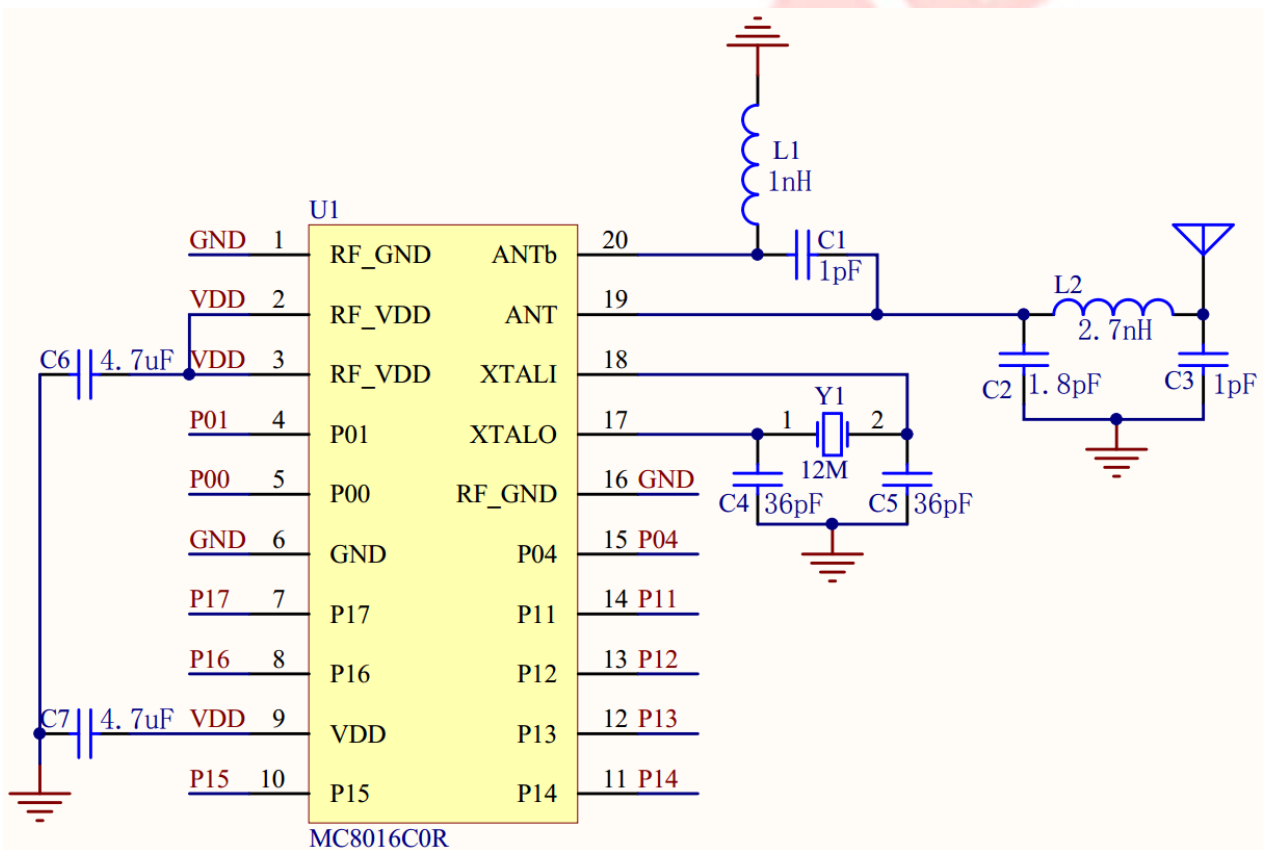 L1
1nH
U1
GND 1 RF_GND ANTb 20
C1
1pF
VDD 2 RF_VDD ANT 19
L2
2.7nH
C6 4.7uF VDD 3 RF_VDD XTALI 18
C2 1.8pF
C3 1pF
P01 4 P01 XTALO 17
1 Y1 2
12M
P00 5 P00 RF_GND 16 GND
C4 36pF
C5 36pF
GND 6 GND P04 15 P04
P17 7 P17 P11 14 P11
P16 8 P16 P12 13 P12
C7 4.7uF VDD 9 VDD P13 12 P13
P15 10 P15 P14 11 P14
MC8016C0R